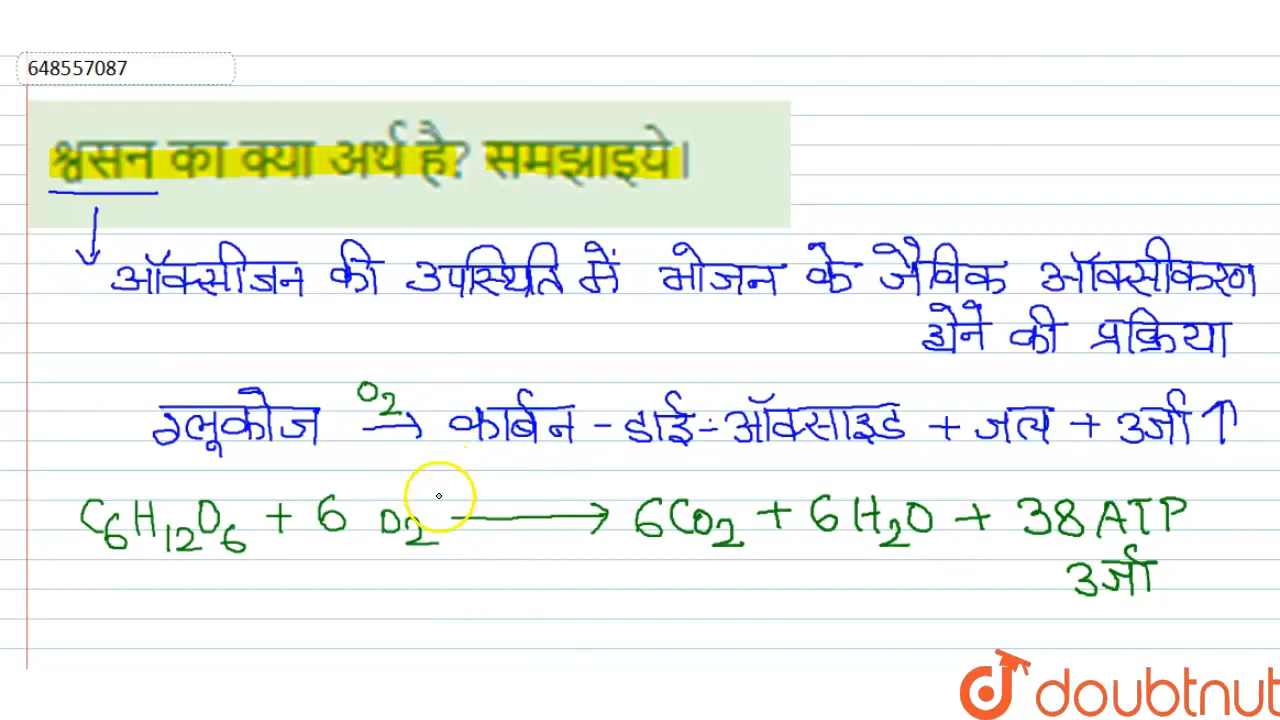 648557087
श्वसन का क्या अर्थ है? समझाइये।
ऑक्सीजन की उपस्थिति में भोजन के जैविक ऑक्सीकरण
होने की प्रक्रिया
O2
ग्लूकोज → कार्बन - डाई-ऑक्साइड + जल + ऊर्जा ↑
C6H12O6 + 6 O2 → 6CO2 + 6H2O + 38 ATP
ऊर्जा
doubtnut